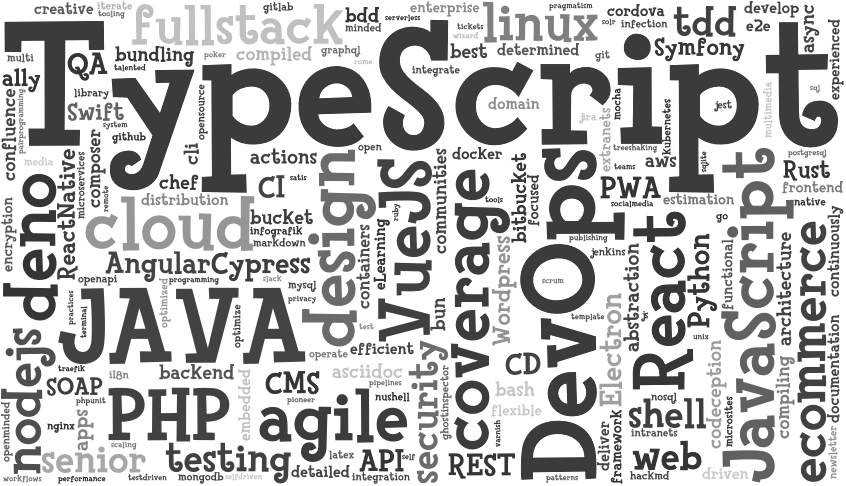 creative
iterate
tooling
gitlab
fullstack
bdd
minded
serverless
enterprise
tickets
wizard
linux
pragmatism
solr
cordova
infection
tdd
develop
e2e
async
experienced
TypeScript
multi
QA
talented
bundling
poker
compiled
graphql
rome
best
determined
integrate
git
Symfony
ally
library
Swift
system
github
opensource
cli
confluence
pairprogramming
media
domain
jira
extranets
mocha
treeshaking
teams
kubernetes
aws
sqlite
jest
multimedia
sql
postgresql
Rust
frontend
native
microservices
composer
remote
ReactNative
deno
encryption
chef
actions
open
CI
satis
distribution
cloud
bucket
infografik
markdown
design
containers
eLearning
ruby
VueJS
communities
docker
tools
coverage
bitbucket
focused
DevOps
PWA
socialmedia
estimation
go
publishing
jenkins
Wordpress
scrum
template
abstraction
React
Python
unix
functional
JavaScript
architecture
ecommerce
continuously
documentation
newsletter
AngularCypress
openapi
programming
slack
mysql
privacy
practices
terminal
JAVA
optimized
optimize
test
operate
efficient
bun
nodejs
traefik
SOAP
phpunit
i18n
backend
CMS
pioneer
asciidoc
pipelines
nushell
security
ghostinspector
CD
bash
flexible
varnish
Electron
nosql
shell
intranets
codeception
microsites
compiling
openminded
nginx
apps
PHP
scaling
embedded
agile
senior
testing
latex
API
self
REST
deliver
framework
web
hackmd
driven
workflows
performance
testdriven
mongodb
selfdriven
detailed
integration
patterns